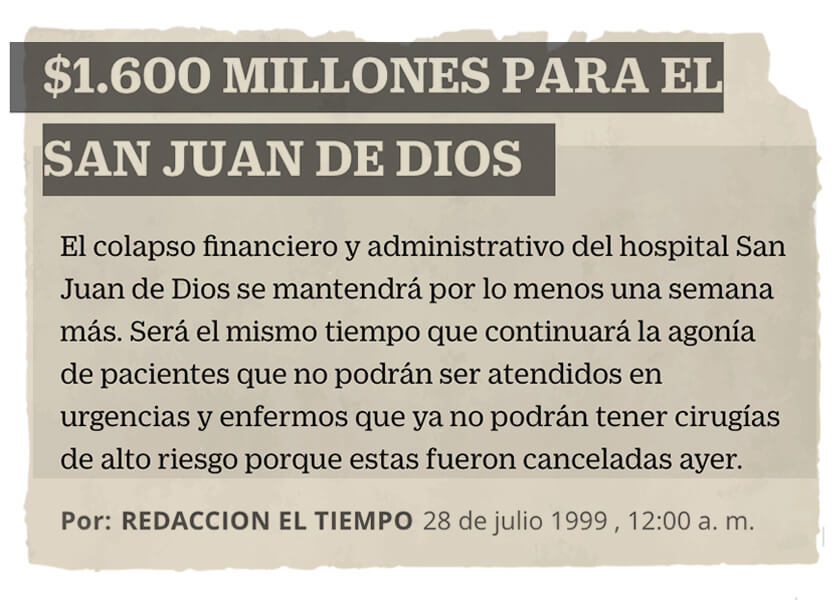 $1.600 MILLONES PARA EL
SAN JUAN DE DIOS
El colapso financiero y administrativo del hospital San
Juan de Dios se mantendrá por lo menos una semana
más. Será el mismo tiempo que continuará la agonía
de pacientes que no podrán ser atendidos en
urgencias y enfermos que ya no podrán tener cirugías
de alto riesgo porque estas fueron canceladas ayer.
Por: REDACCION EL TIEMPO 28 de julio 1999 , 12:00 a. m.